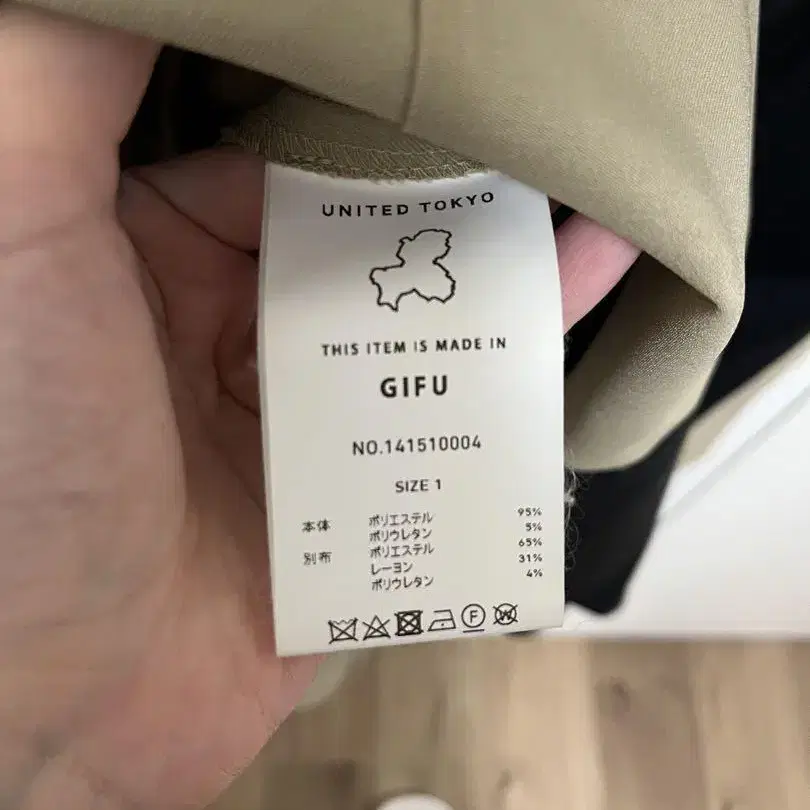 UNITED TOKYO
THIS ITEM IS MADE IN
GIFU
NO.141510004
SIZE 1
本体 ポリエステル 95%
ポリウレタン 5%
別布 ポリエステル 65%
レーヨン 31%
ポリウレタン 4%
F W